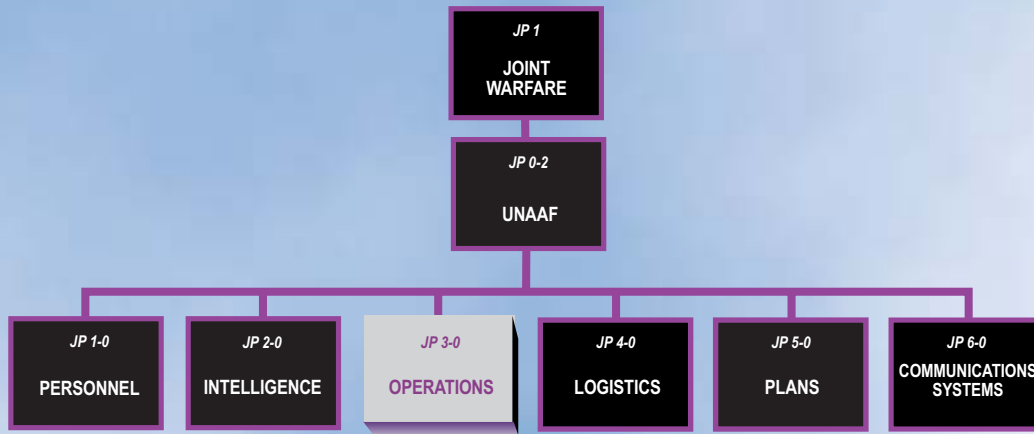 JP 1
JOINT
WARFARE
JP 0-2
UNAAF
JP 1-0
PERSONNEL
JP 2-0
INTELLIGENCE
JP 3-0
OPERATIONS
JP 4-0
LOGISTICS
JP 5-0
PLANS
JP 6-0
COMMUNICATIONS
SYSTEMS